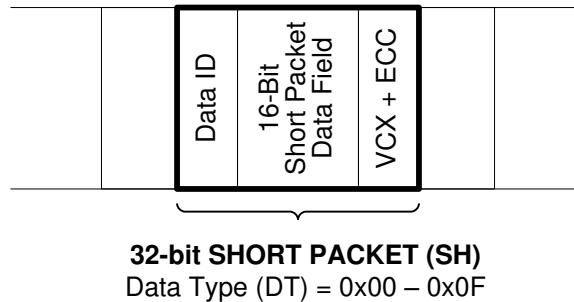 Data ID
16-Bit
Short Packet
Data Field
VCX + ECC
32-bit SHORT PACKET (SH)
Data Type (DT) = 0x00 – 0x0F